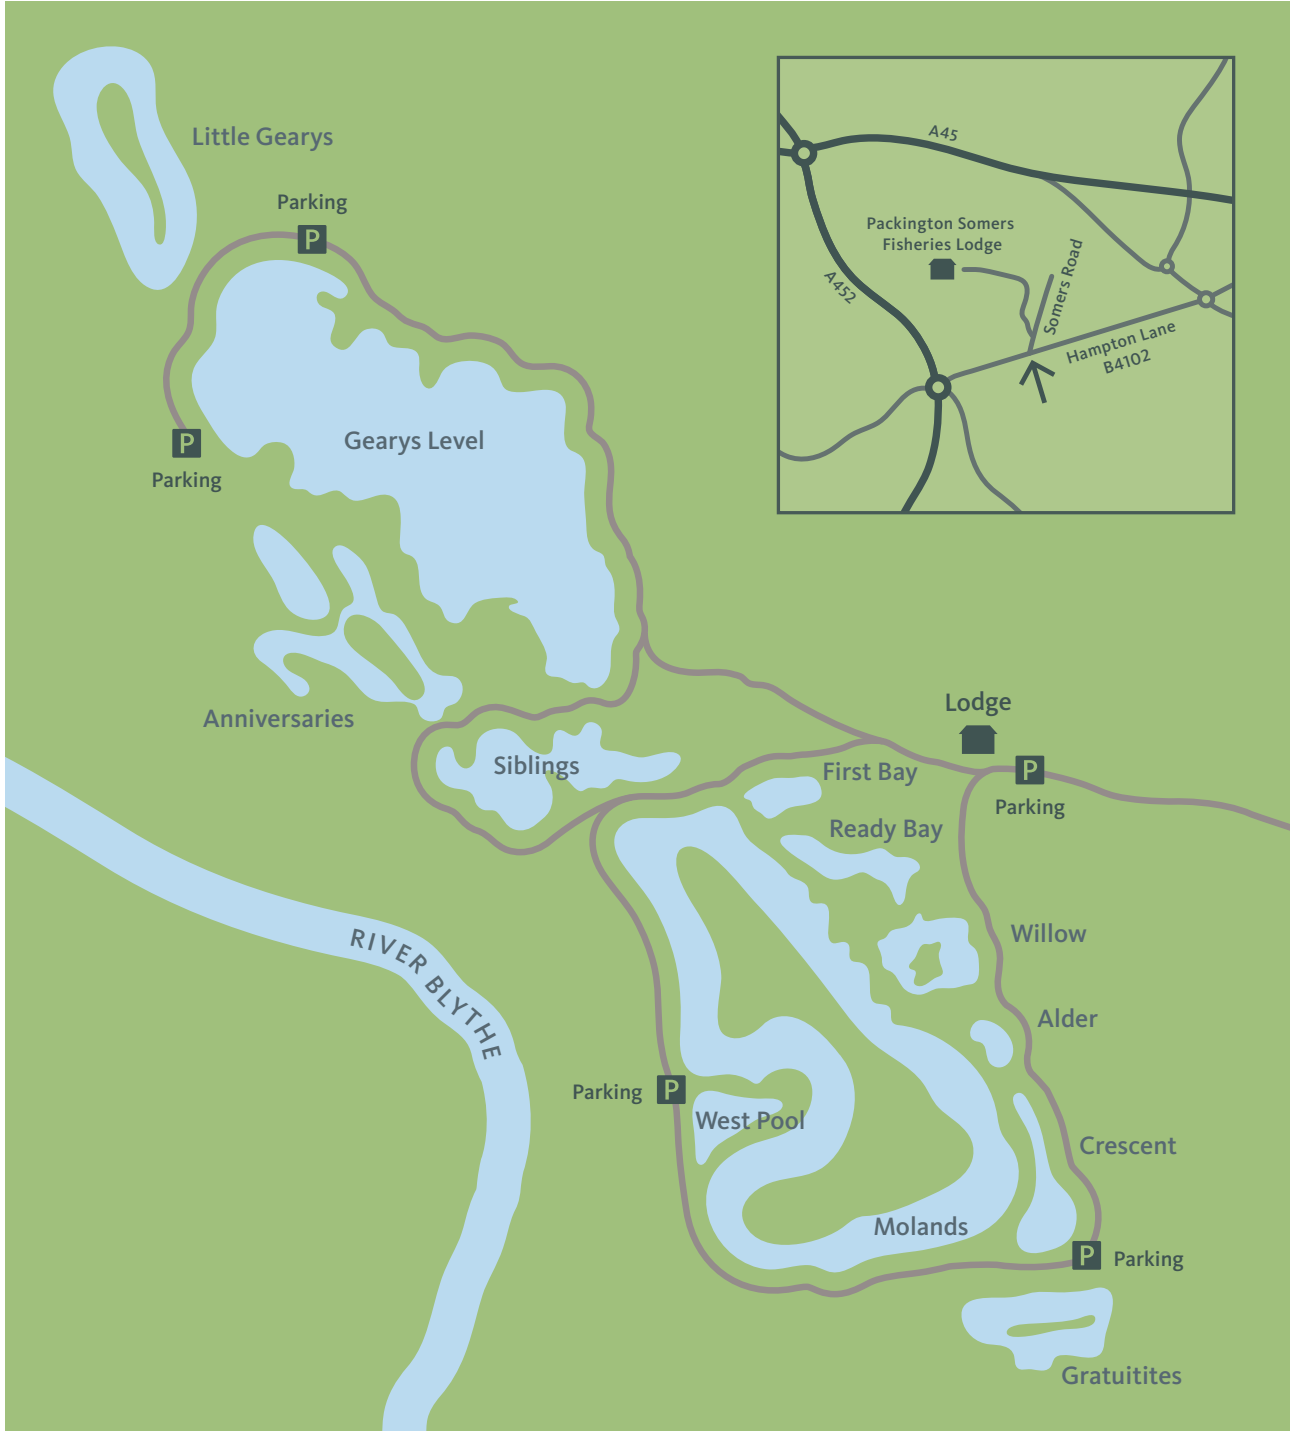 Little Gearys
Parking
P
A45
Packington Somers
Fisheries Lodge
Somers Road
A452
Hampton Lane
B4102
Gearys Level
P
Parking
Anniversaries
Lodge
Siblings
First Bay
P
Parking
Ready Bay
RIVER BLYTHE
Willow
Alder
Parking
P
West Pool
Crescent
Molands
P
Parking
Gratuitites